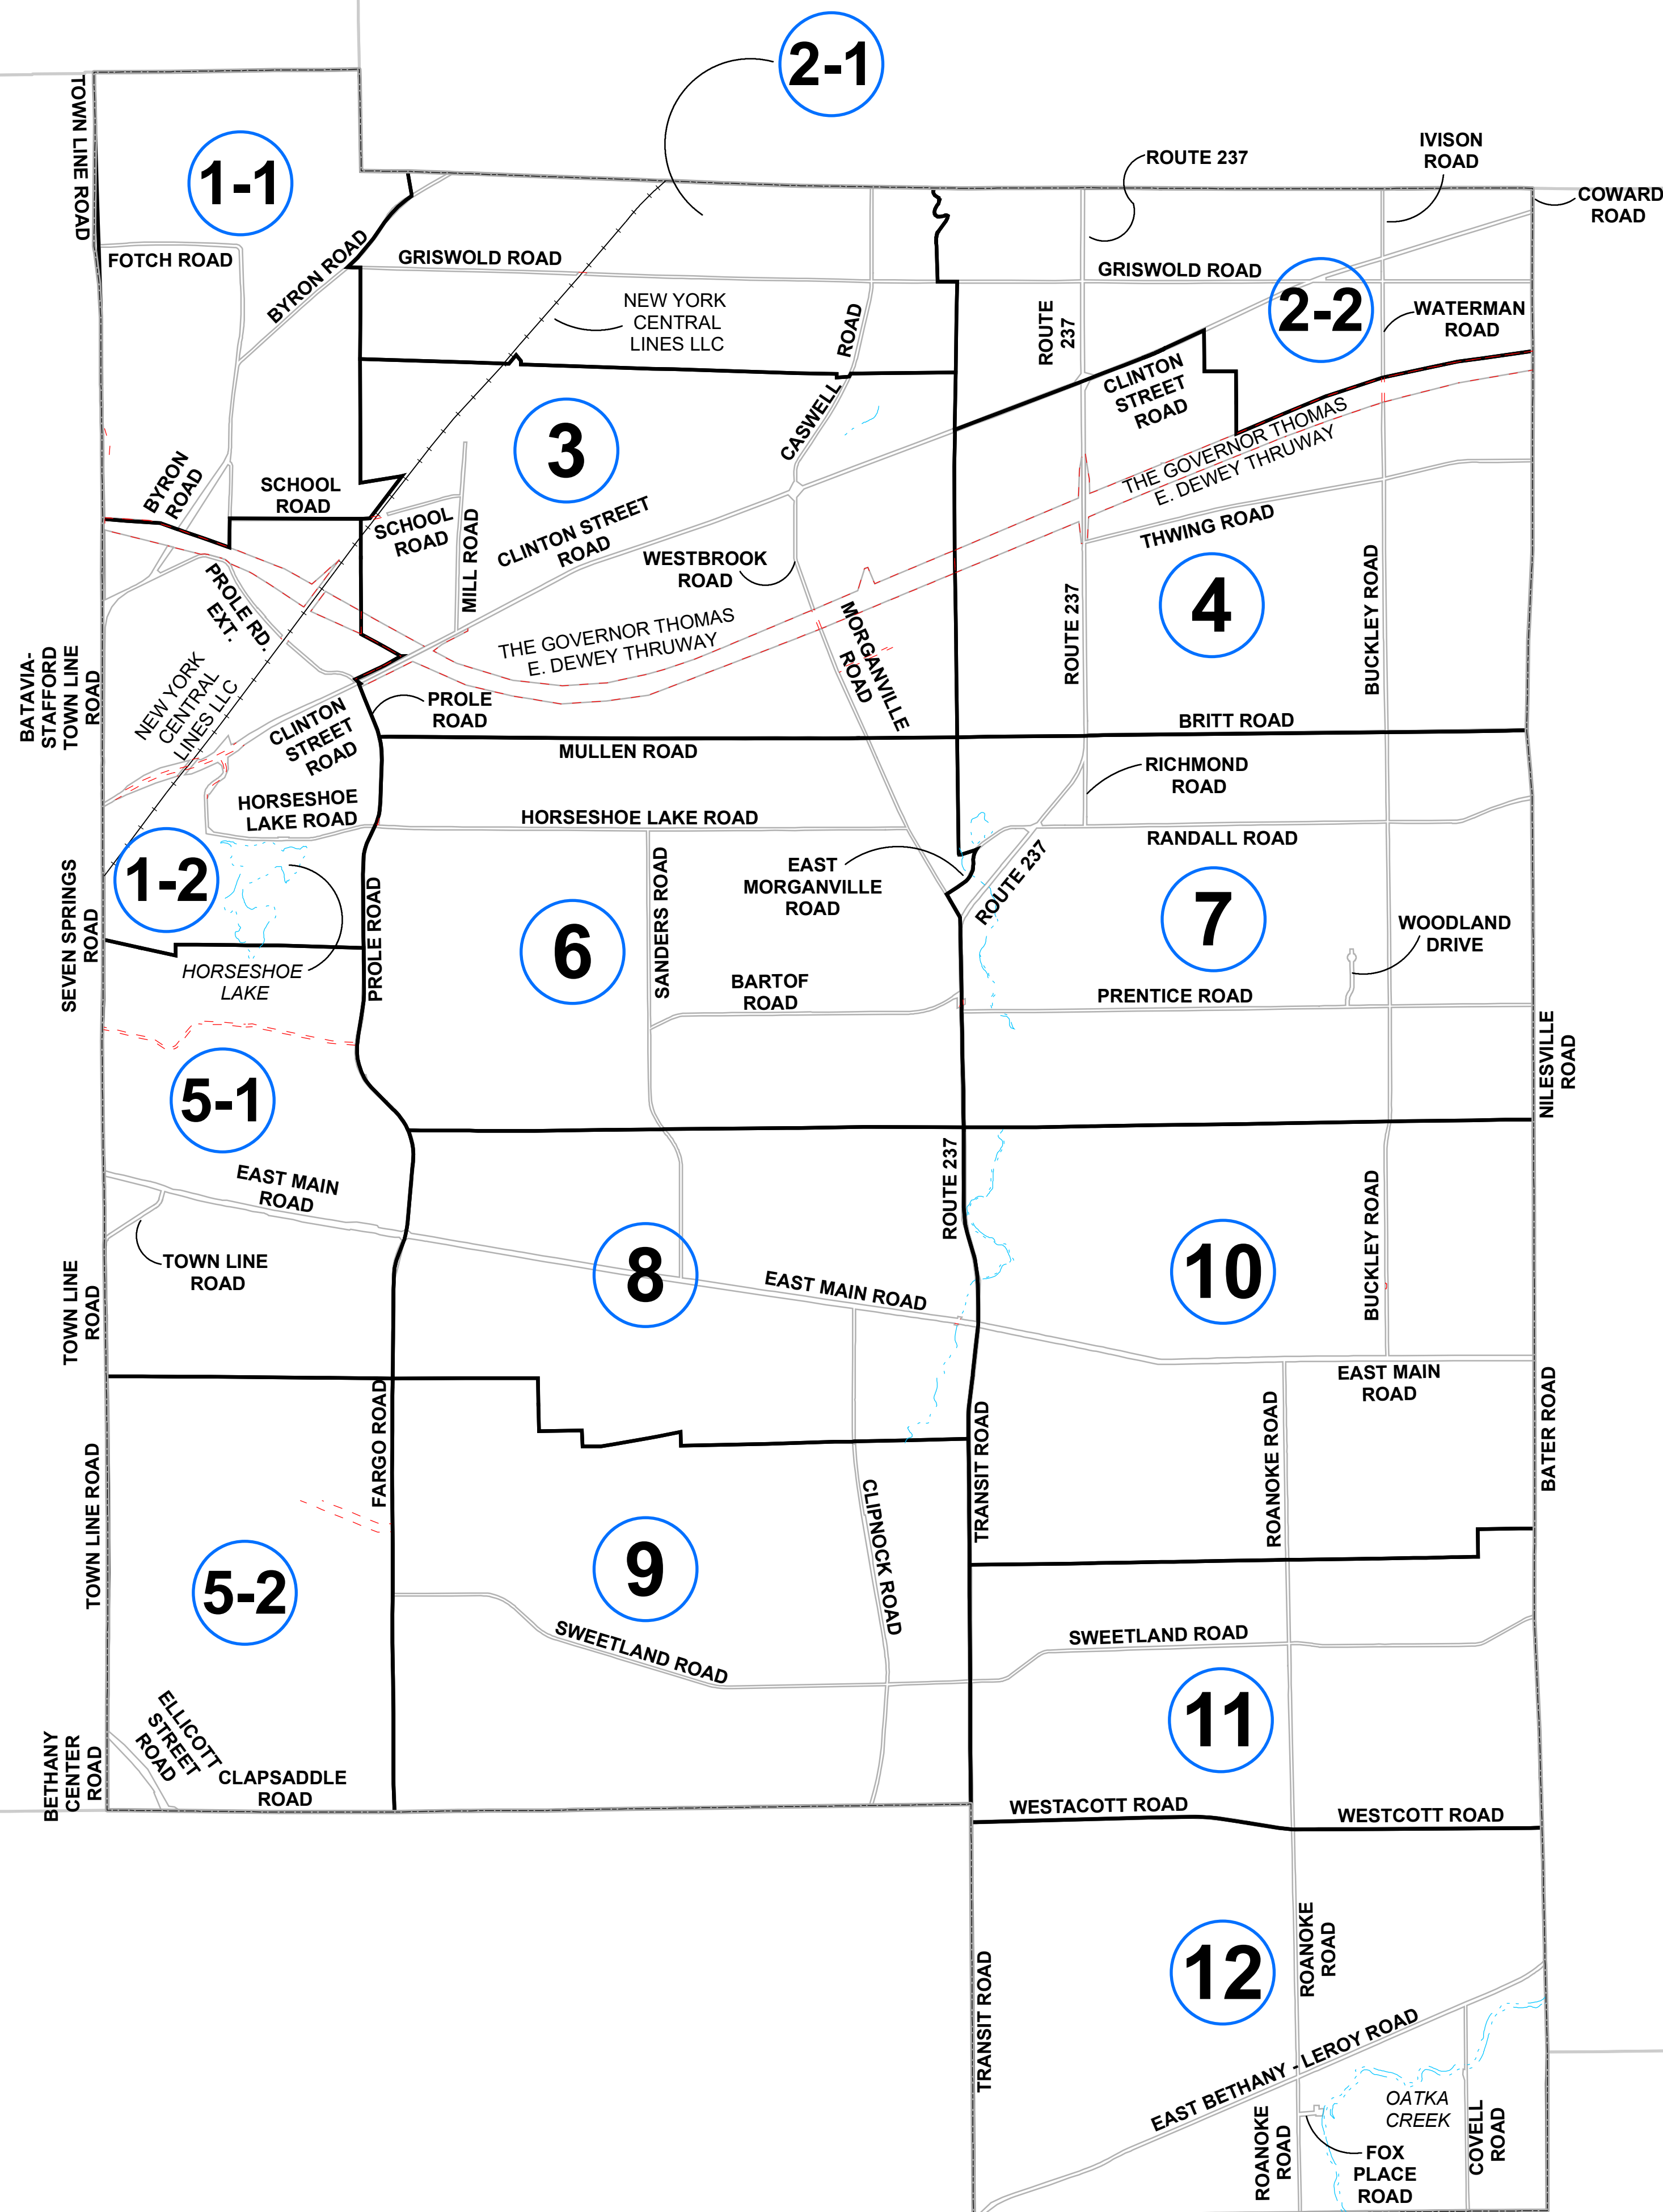 2-1
TOWN LINE ROAD
1-1
ROUTE 237
IVISON
ROAD
COWARD
ROAD
FOTCH ROAD
BYRON ROAD
GRISWOLD ROAD
GRISWOLD ROAD
2-2
NEW YORK
CENTRAL
LINES LLC
CASWELL
ROAD
ROUTE
237
WATERMAN
ROAD
CLINTON
STREET
ROAD
3
BYRON
ROAD
SCHOOL
ROAD
SCHOOL
ROAD
MILL ROAD
CLINTON STREET
ROAD
WESTBROOK
ROAD
THE GOVERNOR THOMAS
E. DEWEY THRUWAY
THWING ROAD
4
PROLE RD.
EXT.
THE GOVERNOR THOMAS
E. DEWEY THRUWAY
MORGANVILLE
ROAD
ROUTE 237
BUCKLEY ROAD
BATAVIA-
STAFFORD
TOWN LINE
ROAD
NEW YORK
CENTRAL
LINES LLC
CLINTON
STREET
ROAD
PROLE
ROAD
MULLEN ROAD
BRITT ROAD
RICHMOND
ROAD
HORSESHOE
LAKE ROAD
HORSESHOE LAKE ROAD
RANDALL ROAD
1-2
SEVEN SPRINGS
ROAD
PROLE ROAD
SANDERS ROAD
EAST
MORGANVILLE
ROAD
ROUTE 237
7
WOODLAND
DRIVE
6
HORSESHOE
LAKE
BARTOF
ROAD
PRENTICE ROAD
5-1
NILESVILLE
ROAD
EAST MAIN
ROAD
TOWN LINE
ROAD
TOWN LINE
ROAD
8
EAST MAIN ROAD
ROUTE 237
10
BUCKLEY ROAD
EAST MAIN
ROAD
FARGO ROAD
TOWN LINE ROAD
TRANSIT ROAD
ROANOKE ROAD
BATER ROAD
5-2
9
CLIPNOCK ROAD
SWEETLAND ROAD
SWEETLAND ROAD
11
ELLICOTT
STREET
ROAD
BETHANY
CENTER
ROAD
CLAPSADDLE
ROAD
WESTACOTT ROAD
WESTCOTT ROAD
12
ROANOKE
ROAD
TRANSIT ROAD
EAST BETHANY - LEROY ROAD
OATKA
CREEK
ROANOKE
ROAD
FOX
PLACE
ROAD
COVELL
ROAD